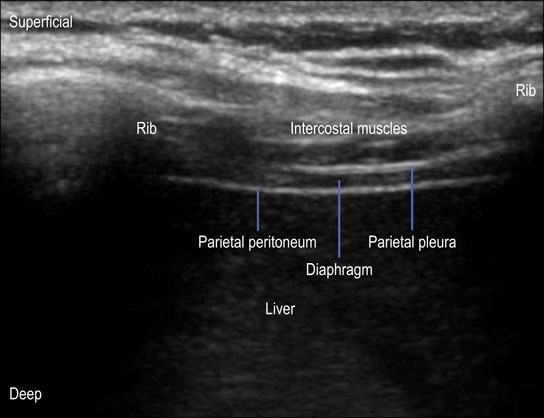 Superficial
Rib
Rib
Intercostal muscles
Parietal peritoneum
Parietal pleura
Diaphragm
Liver
Deep